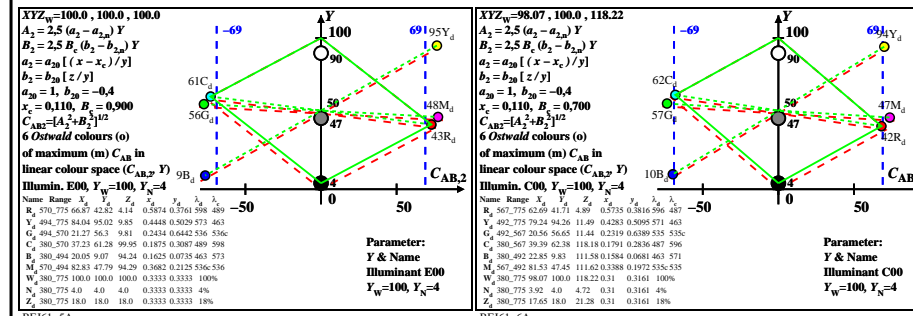 XYZw=100.0 , 100.0, 100.0
A2 = 2,5 (a2 – a2,n) Y
B2 = 2,5 Bc (b2 – b2,n) Y
a2 = a20 [ ( x – xc ) / y ]
b2 = b20 [ z / y ]
a20 = 1, b20 = –0,4
xc = 0,110, Bc = 0,900
CAB2=[A2²+B2²]1/2
6 Ostwald colours (o)
of maximum (m) CAB in
linear colour space (CAB,2, Y)
Illumin. E00, YW=100, YN=4
Name Range Xd yd Zd xd yd λd λc
Rd 570_775 66.87 42.82 4.14 0.5874 0.3761 598 489
Yd 494_775 84.04 95.02 9.85 0.4448 0.5029 573 463
Gd 494_570 21.27 56.3 9.81 0.2434 0.6442 536 536c
Cd 380_570 37.23 61.28 99.95 0.1875 0.3087 489 598
Bd 380_494 20.05 9.07 94.24 0.1625 0.0735 463 573
Md 570_494 82.83 47.79 94.29 0.3682 0.2125 536c 536
Wd 380_775 100.0 100.0 100.0 0.3333 0.3333 100%
Nd 380_775 4.0 4.0 4.0 0.3333 0.3333 4%
Zd 380_775 18.0 18.0 18.0 0.3333 0.3333 18%
Y
–69
69
100
90
50
47
4
95Yd
61Cd
56Gd
48Md
43Rd
9Bd
CAB,2
–50
0
50
Parameter:
Y & Name
Illuminant E00
YW=100, YN=4
XYZw=98.07, 100.0, 118.22
A2 = 2,5 (a2 – a2,n) Y
B2 = 2,5 Bc (b2 – b2,n) Y
a2 = a20 [ ( x – xc ) / y ]
b2 = b20 [ z / y ]
a20 = 1, b20 = –0,4
xc = 0,110, Bc = 0,700
CAB2=[A2²+B2²]1/2
6 Ostwald colours (o)
of maximum (m) CAB in
linear colour space (CAB,2, Y)
Illumin. C00, YW=100, YN=4
Name Range Xd yd Zd xd yd λd λc
Rd 567_775 62.69 41.71 4.89 0.5735 0.3816 596 487
Yd 492_775 79.24 94.26 11.49 0.4283 0.5095 571 463
Gd 492_567 20.56 56.65 11.44 0.2319 0.6389 535 535c
Cd 380_567 39.39 62.38 118.18 0.1791 0.2836 487 596
Bd 380_492 22.85 9.83 111.58 0.1584 0.0681 463 571
Md 567_492 81.53 47.45 111.62 0.3388 0.1972 535c 535
Wd 380_775 98.07 100.0 118.22 0.31 0.3161 100%
Nd 380_775 3.92 4.0 4.72 0.31 0.3161 4%
Zd 380_775 17.65 18.0 21.28 0.31 0.3161 18%
Y
–69
69
100
90
50
47
4
94Yd
62Cd
57Gd
47Md
42Rd
10Bd
CAB,2
–50
0
50
Parameter:
Y & Name
Illuminant C00
YW=100, YN=4